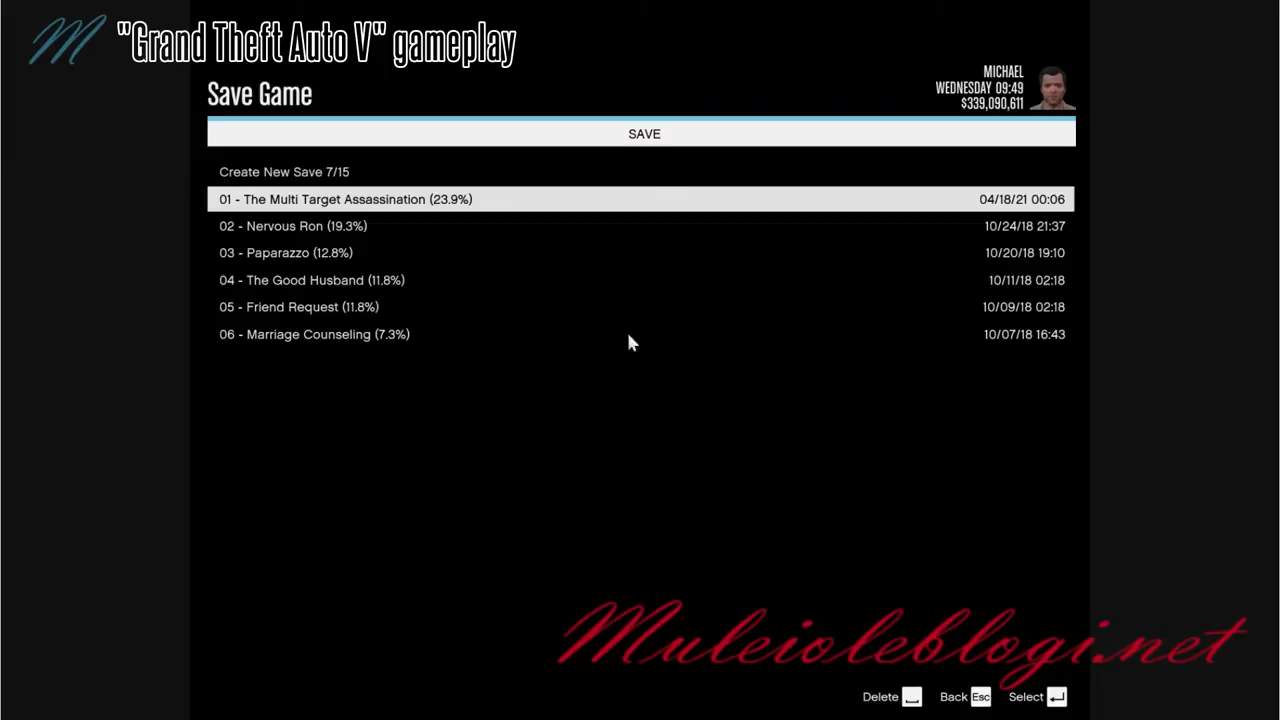 M "Grand Theft Auto V" gameplay
MICHAEL
WEDNESDAY 09:49
$339,090,611
Save Game
SAVE
Create New Save 7/15
01 - The Multi Target Assassination (23.9%) 04/18/21 00:06
02 - Nervous Ron (19.3%) 10/24/18 21:37
03 - Paparazzo (12.8%) 10/20/18 19:10
04 - The Good Husband (11.8%) 10/11/18 02:18
05 - Friend Request (11.8%) 10/09/18 02:18
06 - Marriage Counseling (7.3%) 10/07/18 16:43
Muleioleblogi.net
Delete Back Esc Select